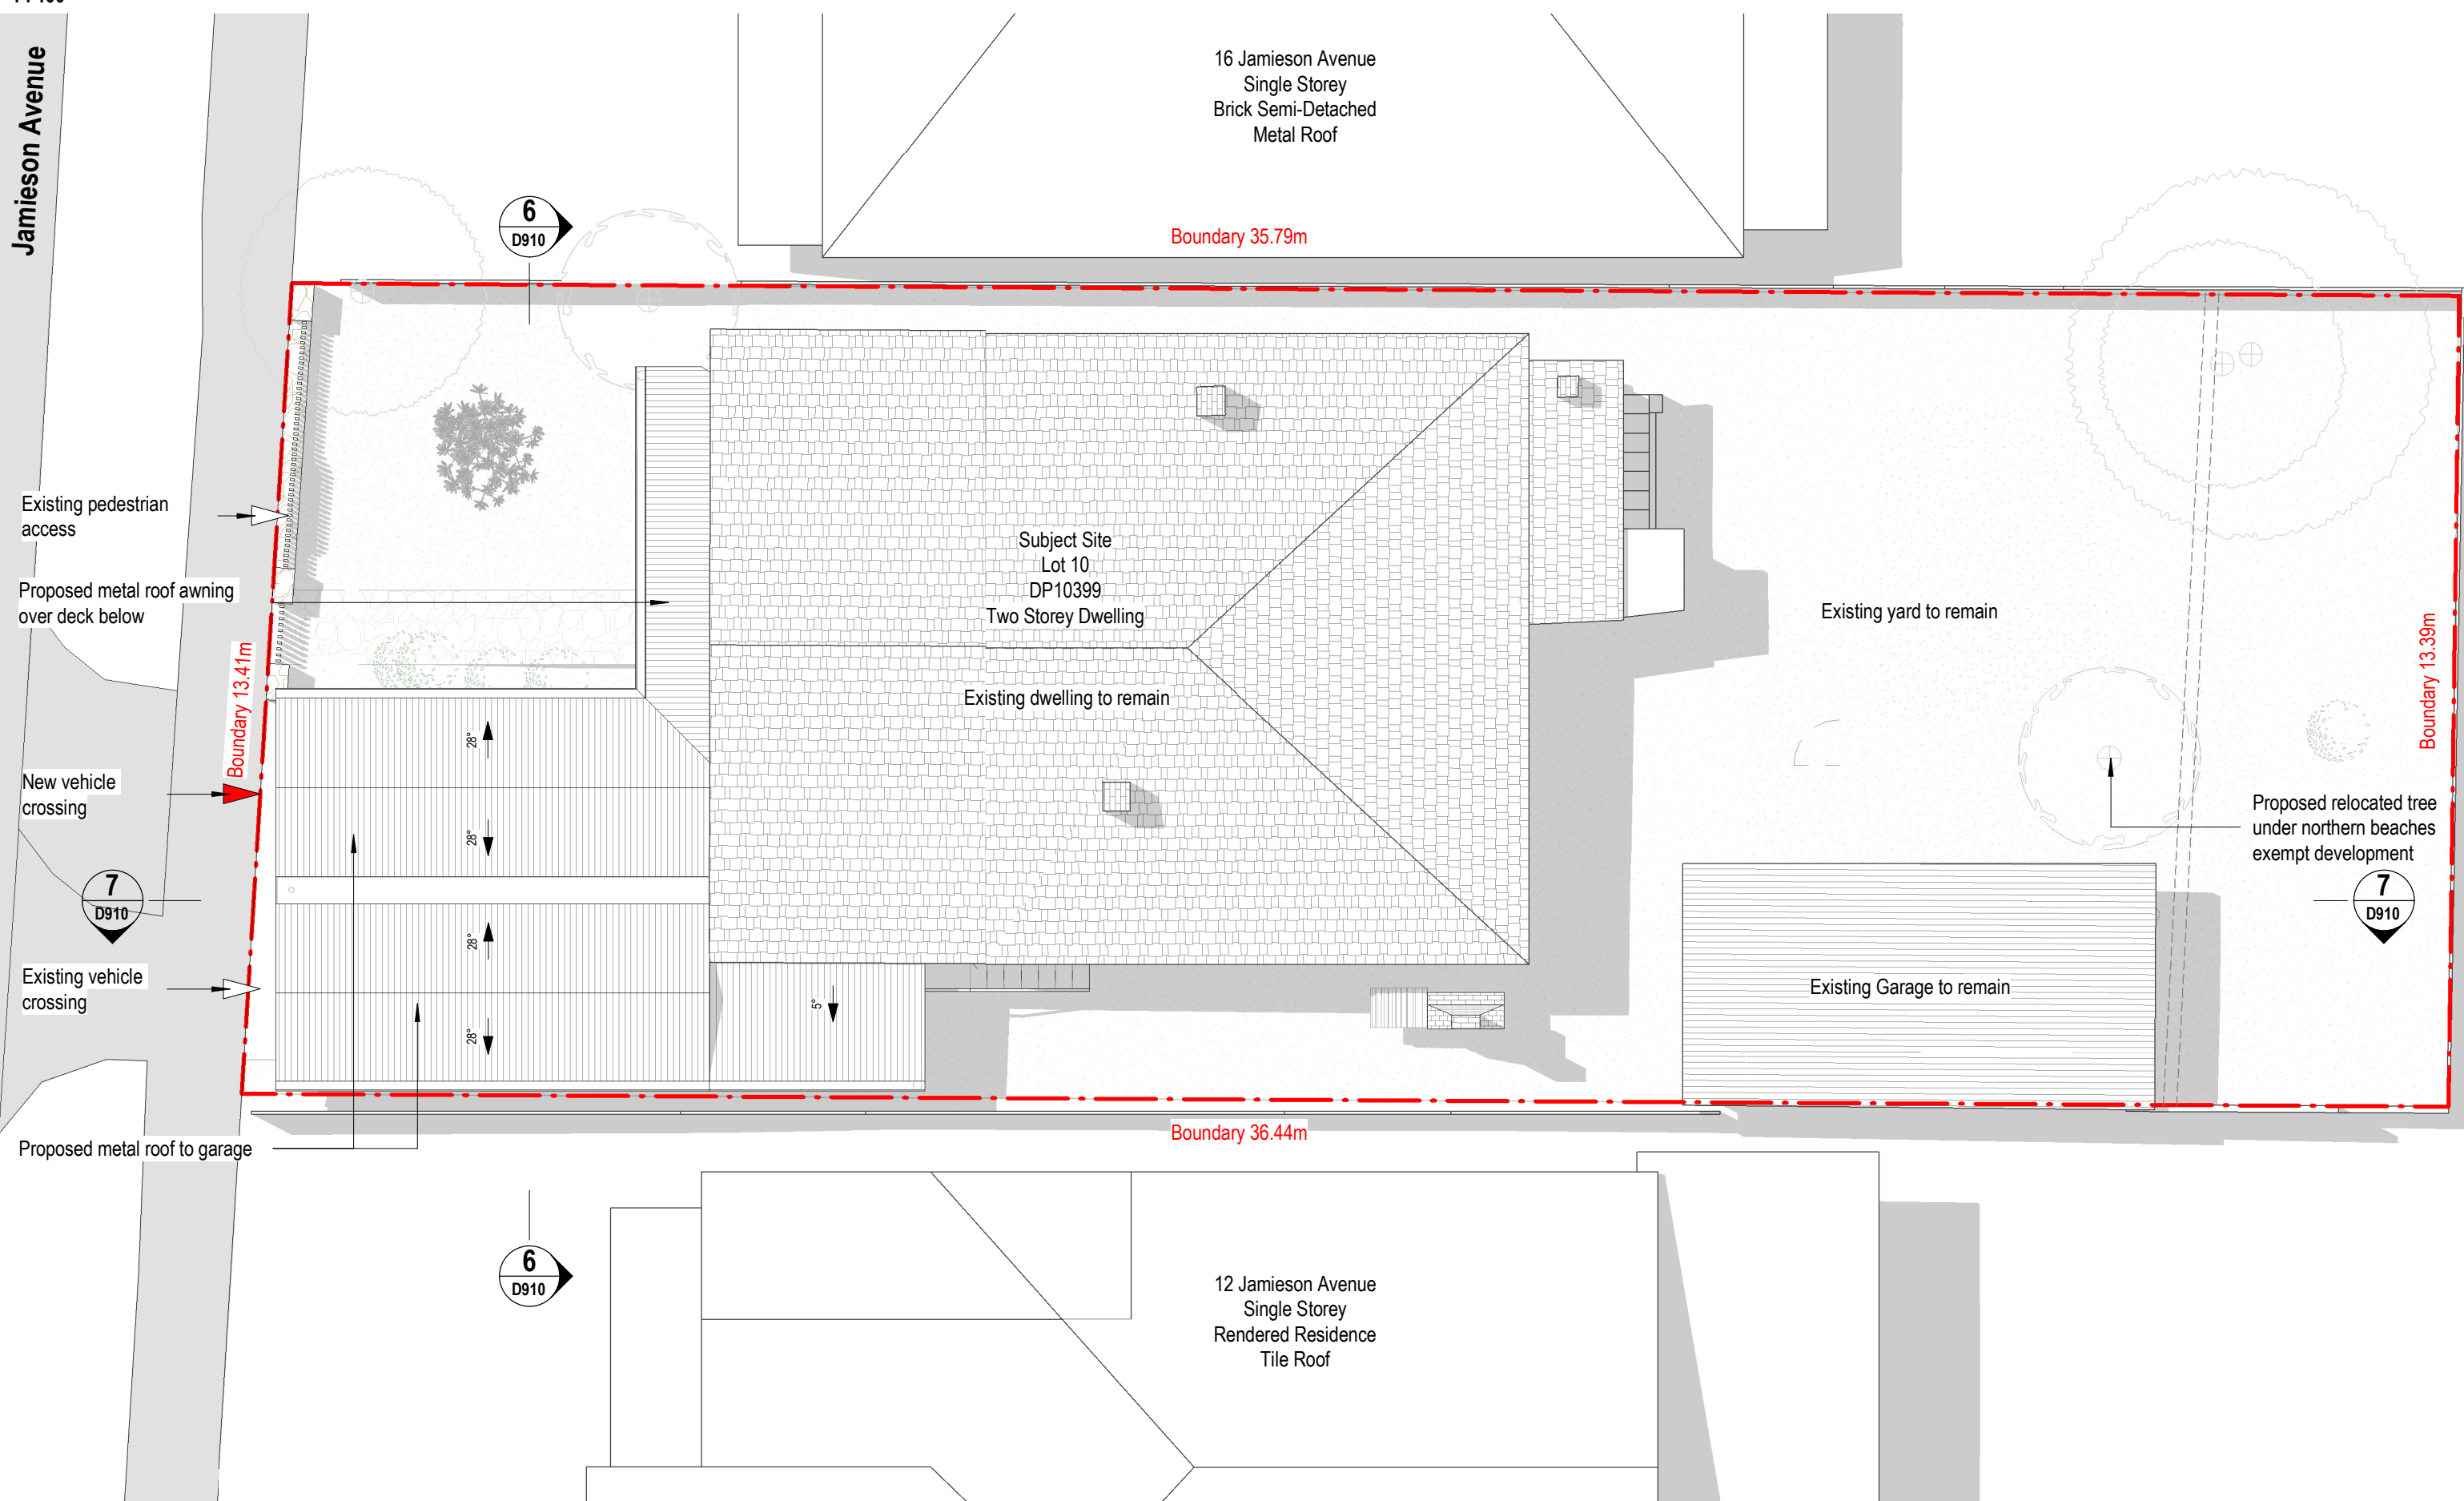 Jamieson Avenue
16 Jamieson Avenue
Single Storey
Brick Semi-Detached
Metal Roof
6
D910
Boundary 35.79m
Existing pedestrian
access
Proposed metal roof awning
over deck below
Subject Site
Lot 10
DP10399
Two Storey Dwelling
Existing yard to remain
Boundary 13.41m
Boundary 13.39m
Existing dwelling to remain
28°
New vehicle
crossing
28°
Proposed relocated tree
under northern beaches
exempt development
7
D910
7
D910
28°
Existing vehicle
crossing
5°
Existing Garage to remain
28°
Boundary 36.44m
Proposed metal roof to garage
6
D910
12 Jamieson Avenue
Single Storey
Rendered Residence
Tile Roof